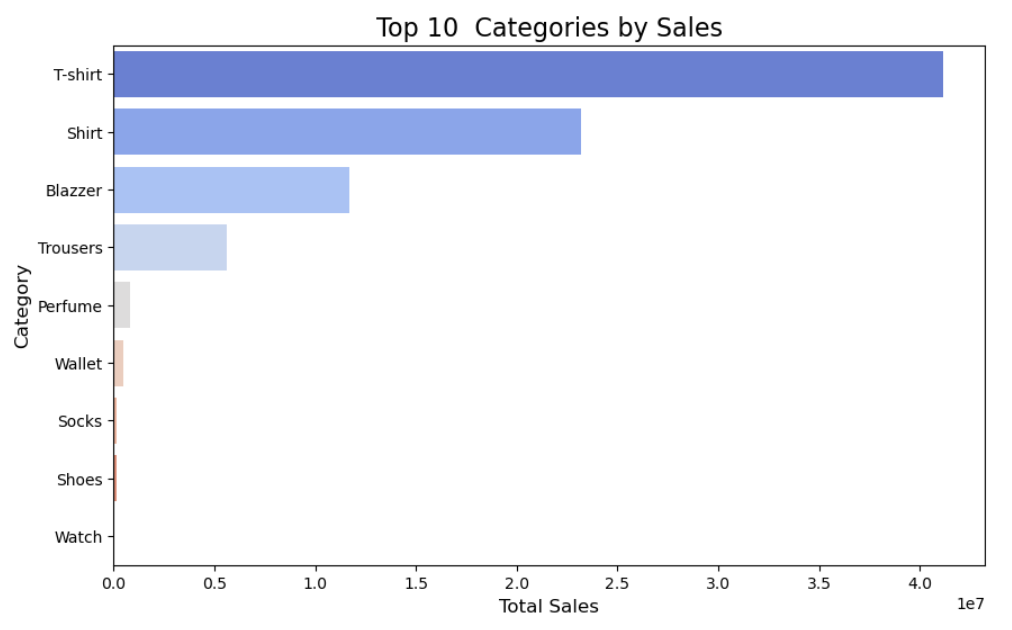 Top 10  Categories by Sales
T-shirt
Shirt
Blazzer
Trousers
Perfume
Wallet
Socks
Shoes
Watch
Category
0.0 0.5 1.0 1.5 2.0 2.5 3.0 3.5 4.0
1e7
Total Sales